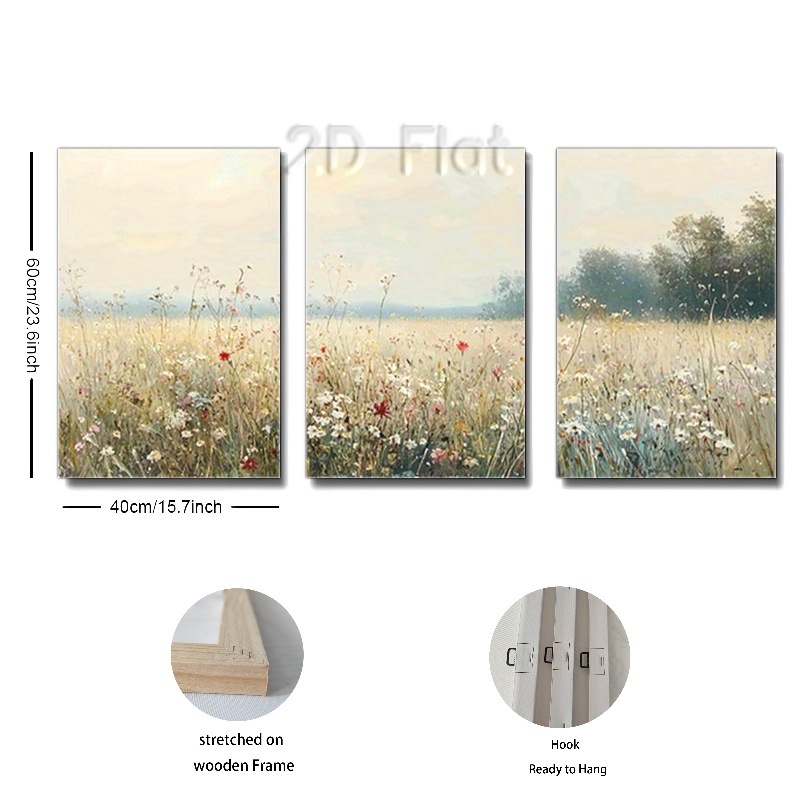 2D Flat
60cm/23.6inch
40cm/15.7inch
stretched on
wooden Frame
Hook
Ready to Hang